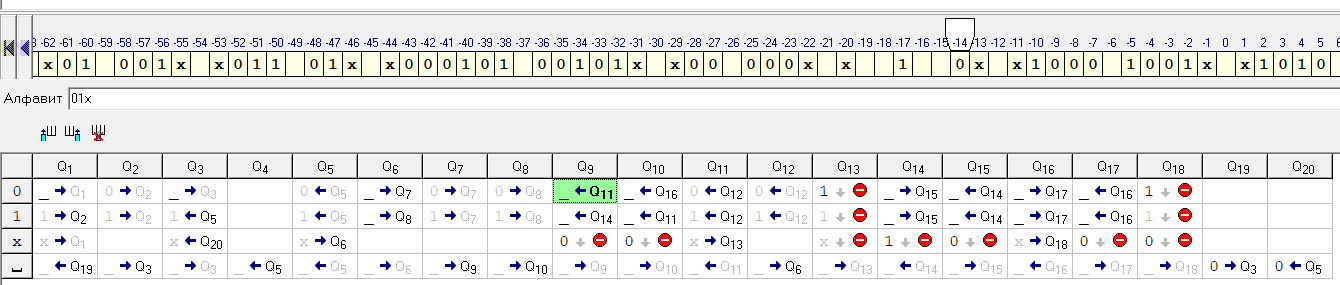 3 -62 -61 -60 -59 -58 -57 -56 -55 -54 -53 -52 -51 -50 -49 -48 -47 -46 -45 -44 -43 -42 -41 -40 -39 -38 -37 -36 -35 -34 -33 -32 -31 -30 -29 -28 -27 -26 -25 -24 -23 -22 -21 -20 -19 -18 -17 -16 -15 -14 -13 -12 -11 -10 -9 -8 -7 -6 -5 -4 -3 -2 -1 0 1 2 3 4 5 6
x 0 1 0 0 1 x x 0 1 1 0 1 x x 0 0 0 1 0 1 0 0 1 0 1 x x 0 0 0 0 0 x x 1 0 x x 1 0 0 0 1 0 0 1 x x 1 0 1 0
Алфавит 01x
Q1 Q2 Q3 Q4 Q5 Q6 Q7 Q8 Q9 Q10 Q11 Q12 Q13 Q14 Q15 Q16 Q17 Q18 Q19 Q20
0 _ → Q1 0 → Q2 _ → Q3 0 ← Q5 _ → Q7 0 → Q7 0 → Q8 _ ← Q11 _ ← Q16 0 ← Q12 0 ← Q12 1 ↓ _ → Q15 _ ← Q14 _ → Q17 _ ← Q16 1 ↓
1 1 → Q2 1 → Q2 1 ← Q5 1 ← Q5 _ → Q8 1 → Q7 1 → Q8 _ ← Q14 _ ← Q11 1 ← Q12 1 ← Q12 1 ↓ _ → Q15 _ ← Q14 _ → Q17 _ ← Q16 1 ↓
x x → Q1 x ← Q20 x → Q6 0 ↓ 0 ↓ x → Q13 x ↓ 1 ↓ 0 ↓ x → Q18 0 ↓ 0 ↓
_ ← Q19 _ → Q3 _ → Q3 _ ← Q5 _ ← Q5 _ → Q6 _ → Q9 _ → Q10 _ → Q9 _ → Q10 _ ← Q11 _ → Q6 _ → Q13 _ ← Q14 _ → Q15 _ ← Q16 _ → Q17 _ → Q18 0 → Q3 0 ← Q5